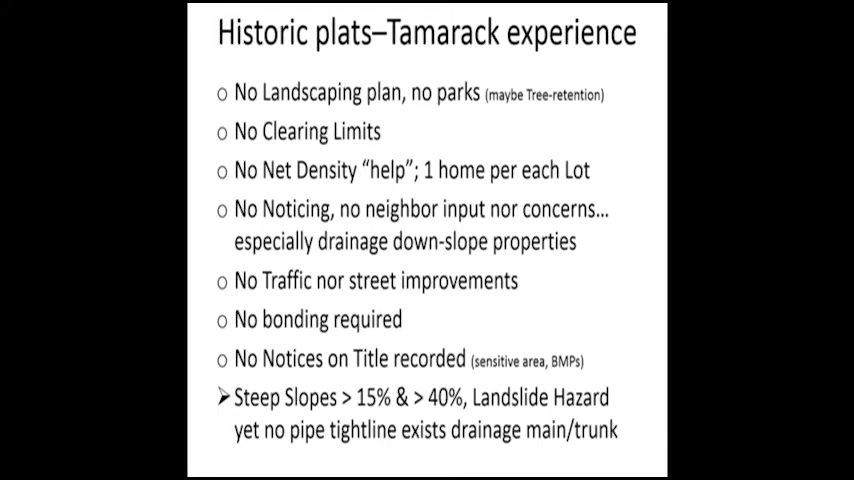 Historic plats–Tamarack experience
o No Landscaping plan, no parks (maybe Tree-retention)
o No Clearing Limits
o No Net Density “help”; 1 home per each Lot
o No Noticing, no neighbor input nor concerns…
especially drainage down-slope properties
o No Traffic nor street improvements
o No bonding required
o No Notices on Title recorded (sensitive area, BMPs)
➢ Steep Slopes > 15% & > 40%, Landslide Hazard
yet no pipe tightline exists drainage main/trunk